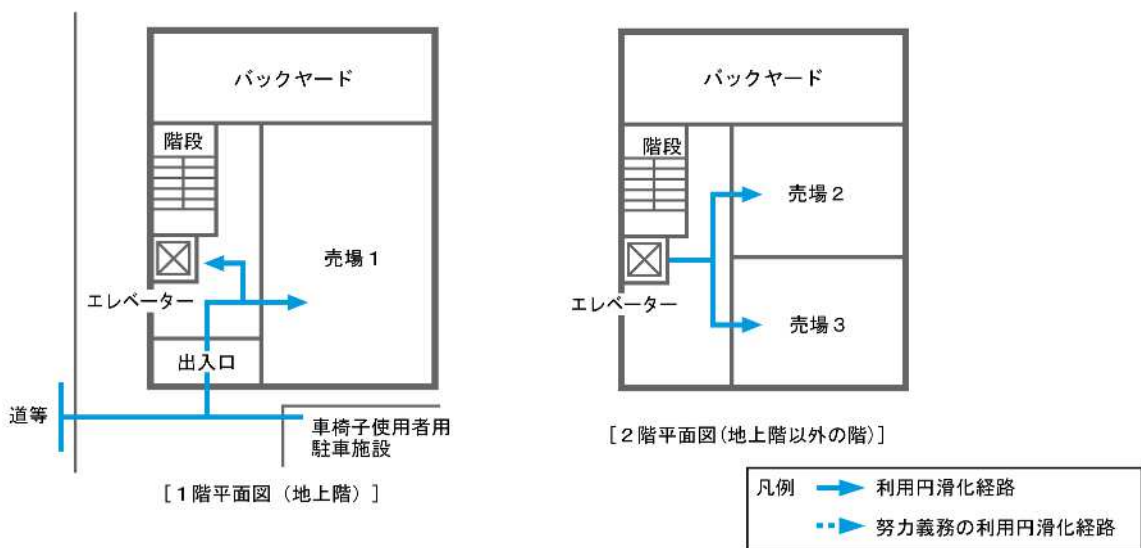 バックヤード
階段
売場1
エレベーター
出入口
道等
車椅子使用者用
駐車施設
[1階平面図(地上階)]
バックヤード
階段
売場2
エレベーター
売場3
[2階平面図(地上階以外の階)]
凡例
利用円滑化経路
努力義務の利用円滑化経路